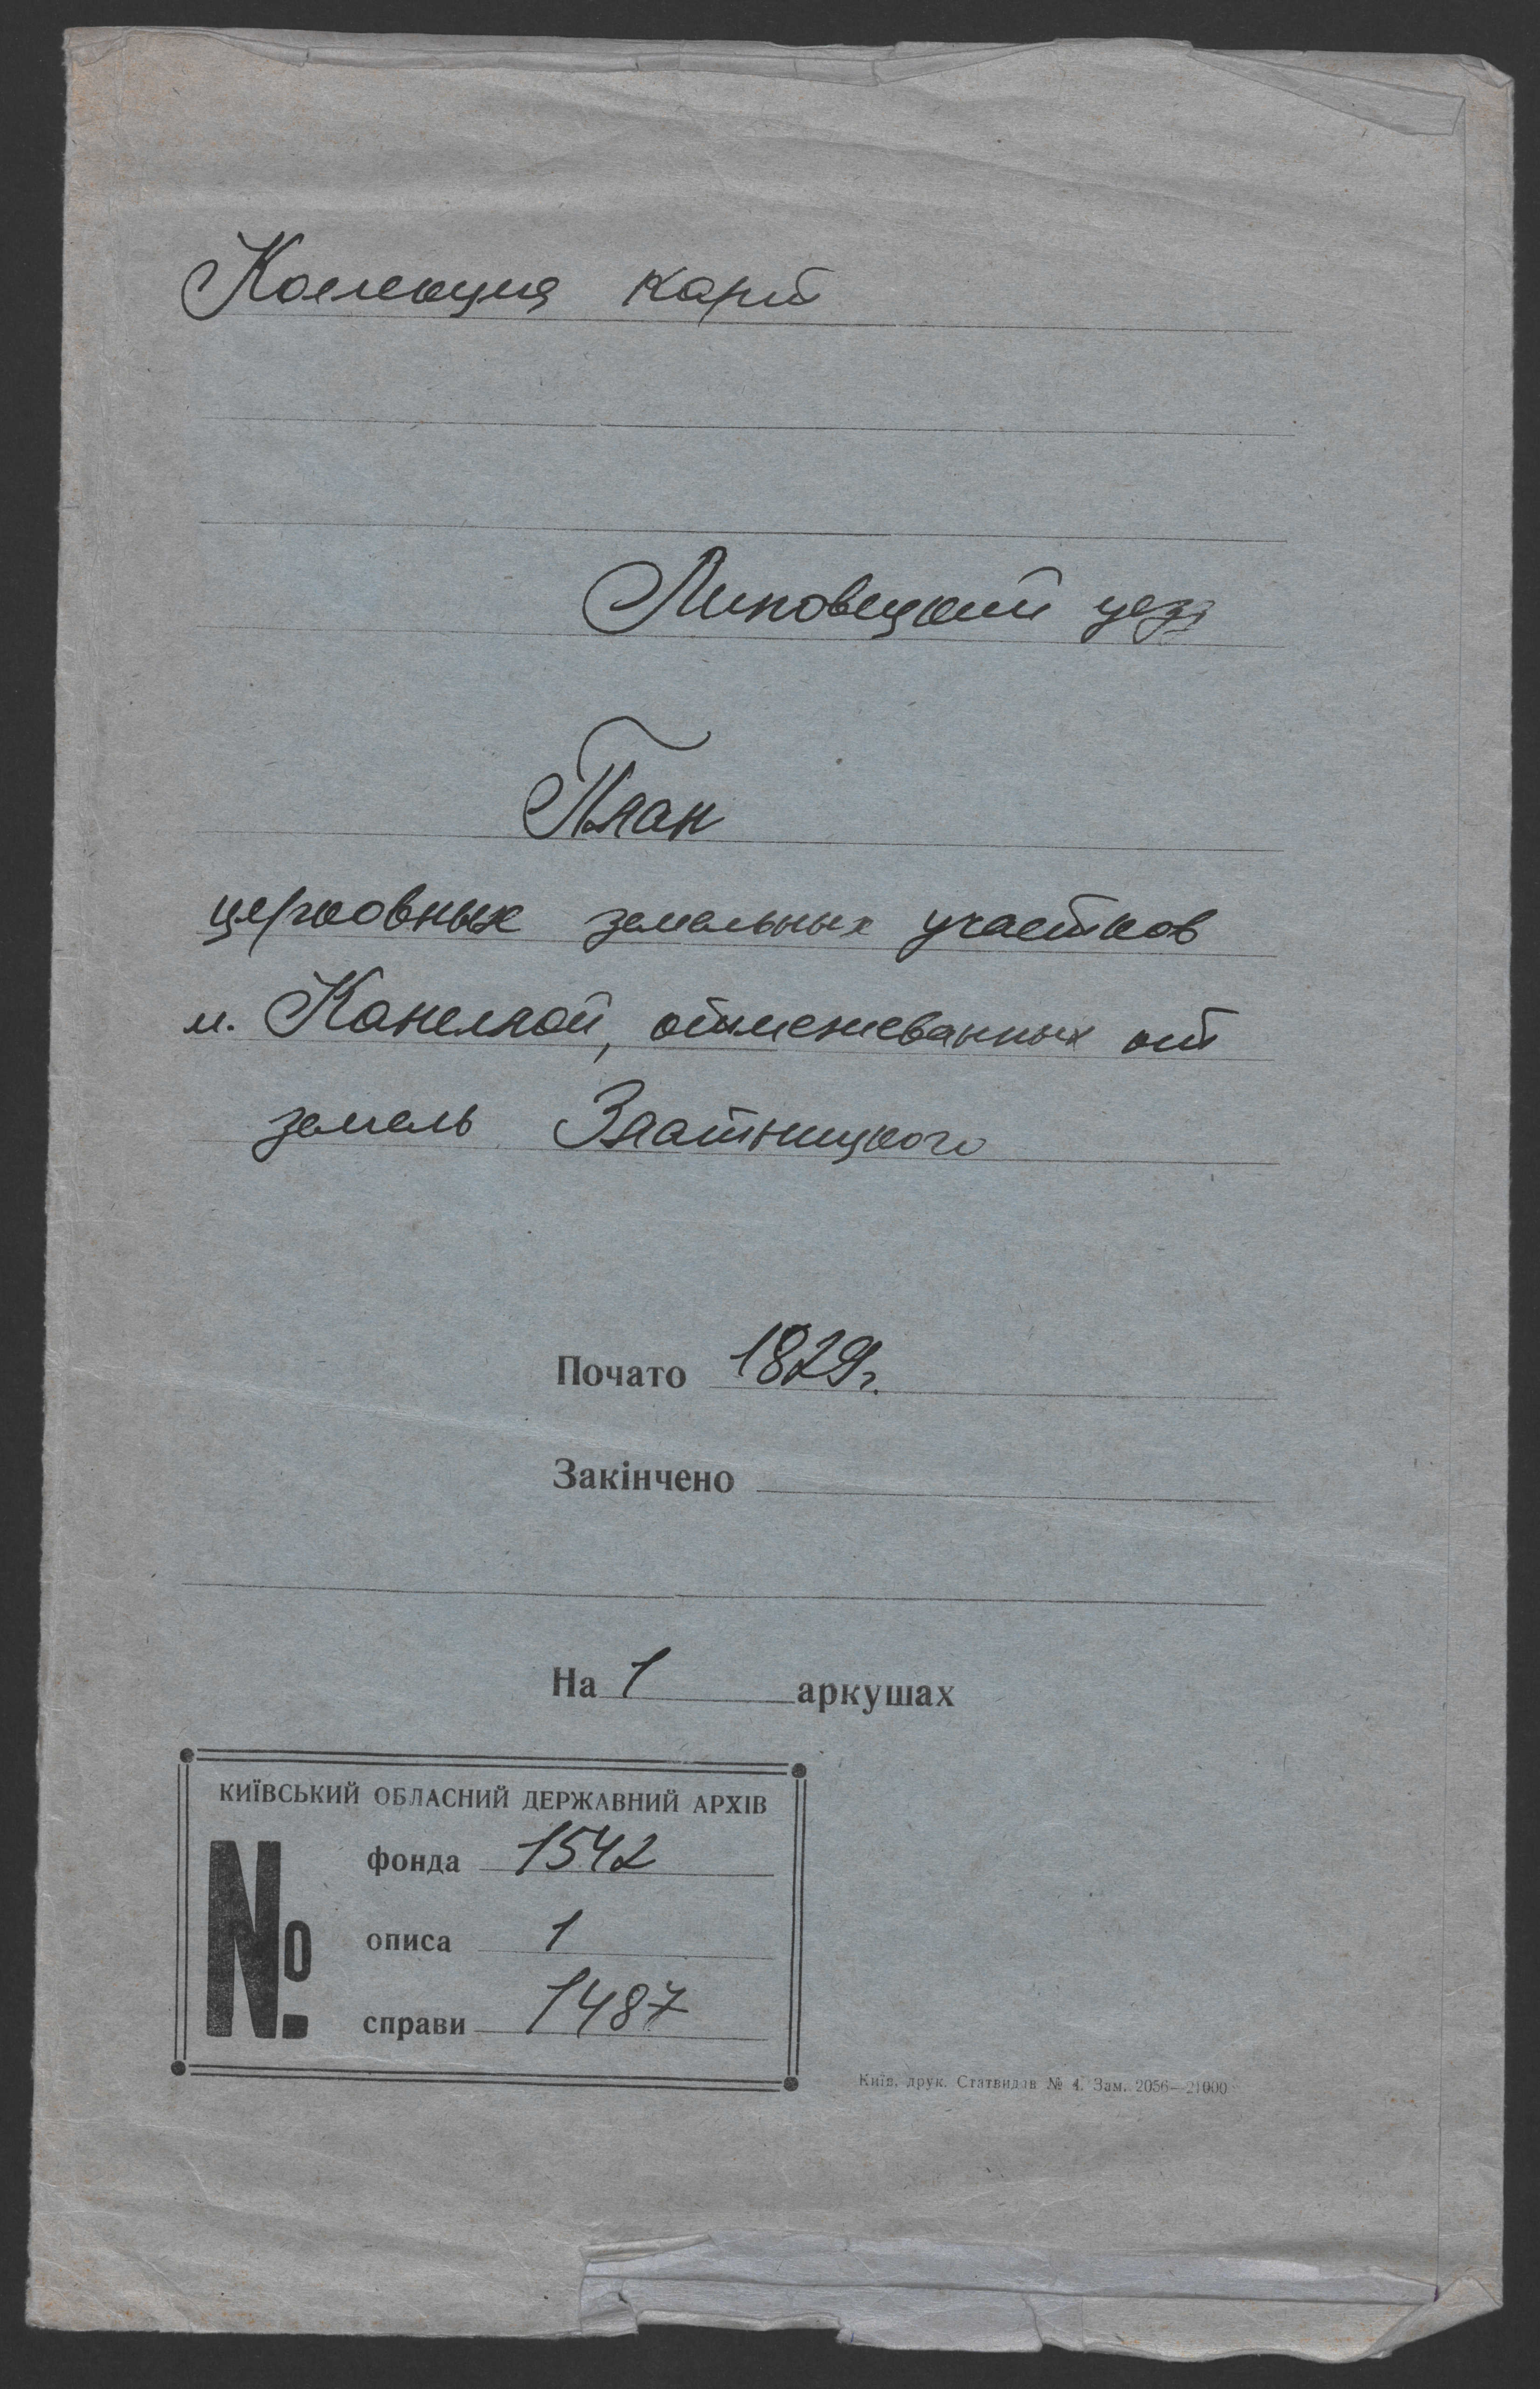 Коллекция карт
Липовецкий уезд
План
церковных земельных участков
м. Конелной, отмежеванных от
земель Златницкого
Почато 1829 г.
Закінчено
На 1 аркушах
КИЇВСЬКИЙ ОБЛАСНИЙ ДЕРЖАВНИЙ АРХІВ
№
фонда 1542
описа 1
справи 1487
Київ. друк. Статвидав № 4. Зам. 2056—21000